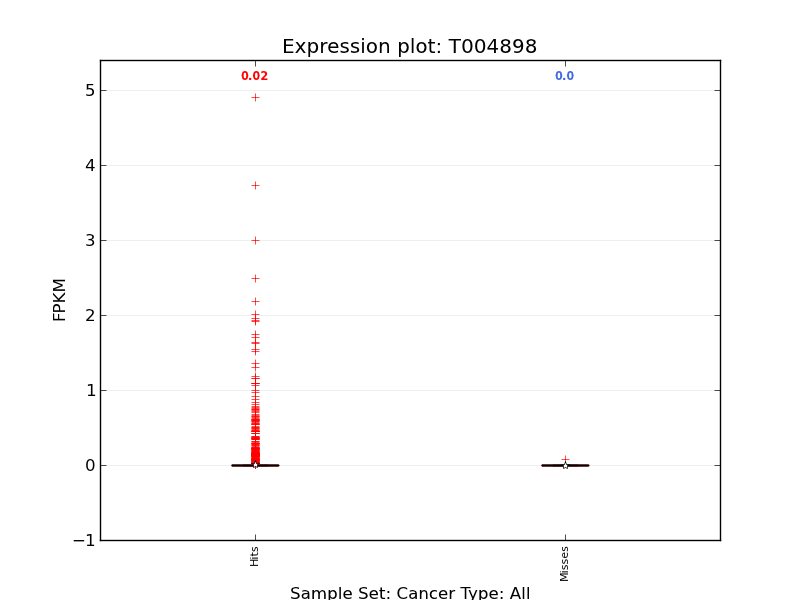 Expression plot: T004898
0.02
0.0
5
4
3
2
1
0
−1
FPKM
Hits
Misses
Sample Set: Cancer Type: All